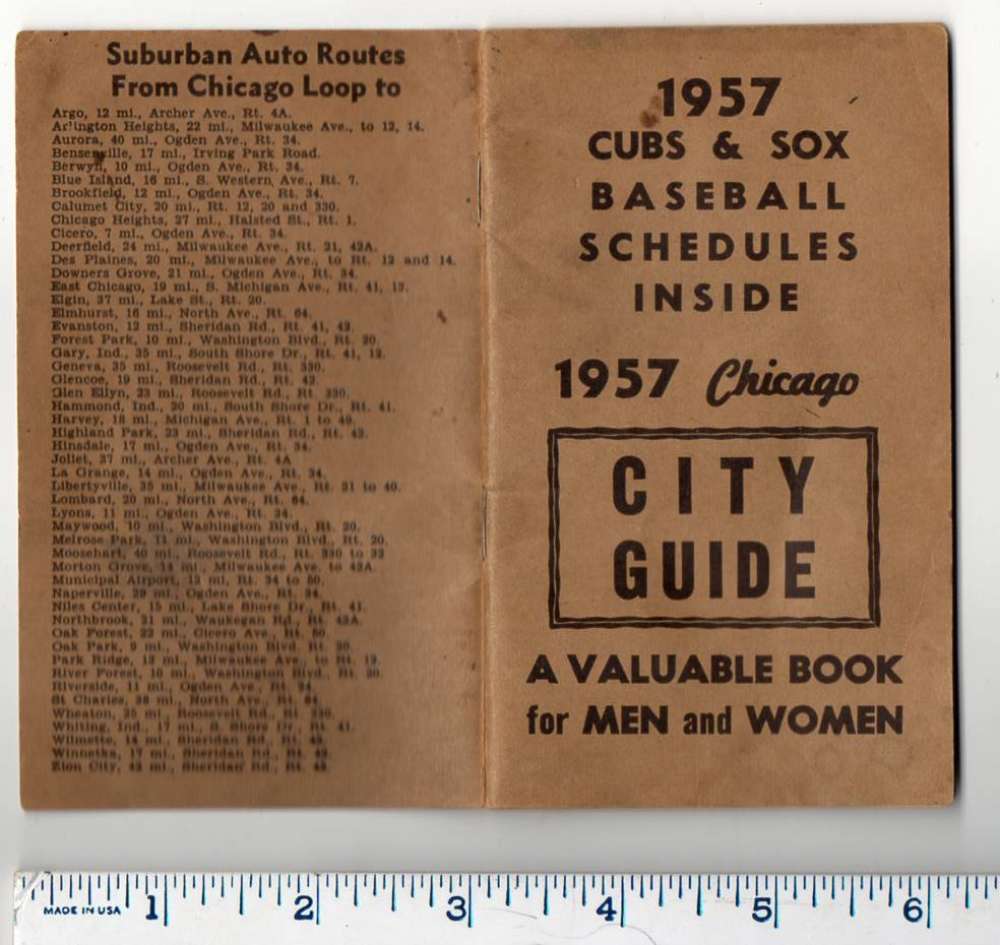 Suburban Auto Routes
From Chicago Loop to
Argo, 12 mi., Archer Ave., Rt. 4A.
Arlington Heights, 22 mi., Milwaukee Ave., to 12, 14.
Aurora, 40 mi., Ogden Ave., Rt. 34.
Bensenville, 17 mi., Irving Park Road.
Berwyn, 10 mi., Ogden Ave., Rt. 34.
Blue Island, 16 mi., S. Western Ave., Rt. 7.
Brookfield, 12 mi., Ogden Ave., Rt. 34.
Calumet City, 20 mi., Rt. 12, 20 and 330.
Chicago Heights, 27 mi., Halsted St., Rt. 1.
Cicero, 7 mi., Ogden Ave., Rt. 34.
Deerfield, 24 mi., Milwaukee Ave., Rt. 21, 42A.
Des Plaines, 20 mi., Milwaukee Ave., to Rt. 12 and 14.
Downers Grove, 21 mi., Ogden Ave., Rt. 34.
East Chicago, 19 mi., S. Michigan Ave., Rt. 41, 12.
Elgin, 37 mi., Lake St., Rt. 20.
Elmhurst, 16 mi., North Ave., Rt. 64.
Evanston, 12 mi., Sheridan Rd., Rt. 41, 42.
Forest Park, 10 mi., Washington Blvd., Rt. 20.
Gary, Ind., 35 mi., South Shore Dr., Rt. 41, 12.
Geneva, 35 mi., Roosevelt Rd., Rt. 330.
Glencoe, 19 mi., Sheridan Rd., Rt. 42.
Glen Ellyn, 23 mi., Roosevelt Rd., Rt. 330.
Hammond, Ind., 20 mi., South Shore Dr., Rt. 41.
Harvey, 18 mi., Michigan Ave., Rt. 1 to 49.
Highland Park, 23 mi., Sheridan Rd., Rt. 42.
Hinsdale, 17 mi., Ogden Ave., Rt. 34.
Joliet, 37 mi., Archer Ave., Rt. 4A
La Grange, 14 mi., Ogden Ave., Rt. 34.
Libertyville, 35 mi., Milwaukee Ave., Rt. 21 to 40.
Lombard, 20 mi., North Ave., Rt. 64.
Lyons, 11 mi., Ogden Ave., Rt. 34.
Maywood, 10 mi., Washington Blvd., Rt. 20.
Melrose Park, 11 mi., Washington Blvd., Rt. 20.
Mooseheart, 40 mi., Roosevelt Rd., Rt. 330 to 22
Morton Grove, 14 mi., Milwaukee Ave. to 42A.
Municipal Airport, 12 mi., Rt. 34 to 50.
Naperville, 29 mi., Ogden Ave., Rt. 34.
Niles Center, 15 mi., Lake Shore Dr., Rt. 41.
Northbrook, 21 mi., Waukegan Rd., Rt. 42A.
Oak Forest, 22 mi., Cicero Ave., Rt. 50
Oak Park, 9 mi., Washington Blvd. Rt. 20.
Park Ridge, 13 mi., Milwaukee Ave., to Rt. 12.
River Forest, 10 mi., Washington Blvd., Rt. 20.
Riverside, 11 mi., Ogden Ave., Rt. 34.
St Charles, 38 mi., North Ave., Rt. 64.
Wheaton, 25 mi., Roosevelt Rd., Rt. 330.
Whiting, Ind., 17 mi., S. Shore Dr., Rt. 41.
Wilmette, 14 mi., Sheridan Rd., Rt. 42.
Winnetka, 17 mi., Sheridan Rd., Rt. 42.
Zion City, 42 mi., Sheridan Rd., Rt. 42.
1957
CUBS & SOX
BASEBALL
SCHEDULES
INSIDE
1957 Chicago
CITY
GUIDE
A VALUABLE BOOK
for MEN and WOMEN
MADE IN USA 1 2 3 4 5 6